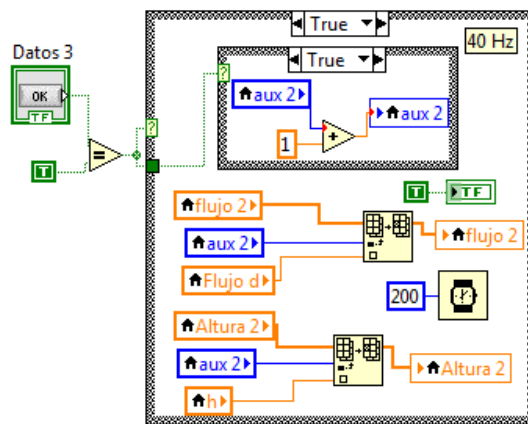 True
40 Hz
Datos 3
OK
TF
T
=
?
?
True
aux 2
1
+
aux 2
T
TF
flujo 2
aux 2
Flujo d
flujo 2
200
Altura 2
aux 2
h
Altura 2